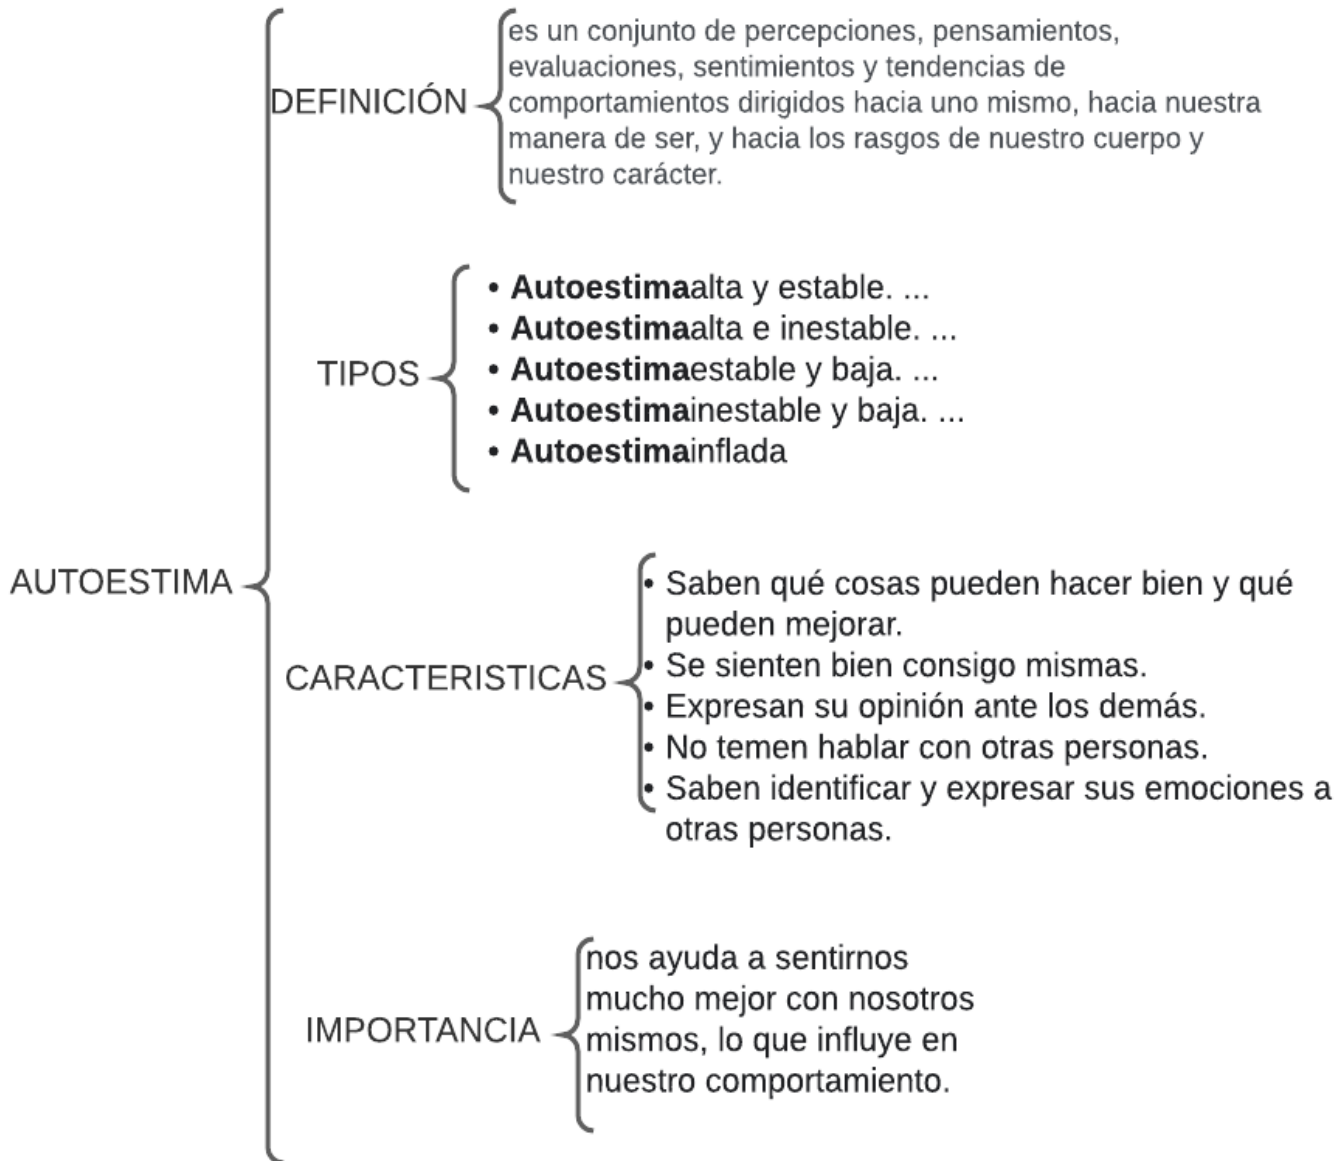 AUTOESTIMA
DEFINICIÓN
es un conjunto de percepciones, pensamientos,
evaluaciones, sentimientos y tendencias de
comportamientos dirigidos hacia uno mismo, hacia nuestra
manera de ser, y hacia los rasgos de nuestro cuerpo y
nuestro carácter.
TIPOS
• Autoestimaalta y estable. ...
• Autoestimaalta e inestable. ...
• Autoestimaestable y baja. ...
• Autoestimainestable y baja. ...
• Autoestimainflada
CARACTERISTICAS
• Saben qué cosas pueden hacer bien y qué
pueden mejorar.
• Se sienten bien consigo mismas.
• Expresan su opinión ante los demás.
• No temen hablar con otras personas.
• Saben identificar y expresar sus emociones a
otras personas.
IMPORTANCIA
nos ayuda a sentirnos
mucho mejor con nosotros
mismos, lo que influye en
nuestro comportamiento.